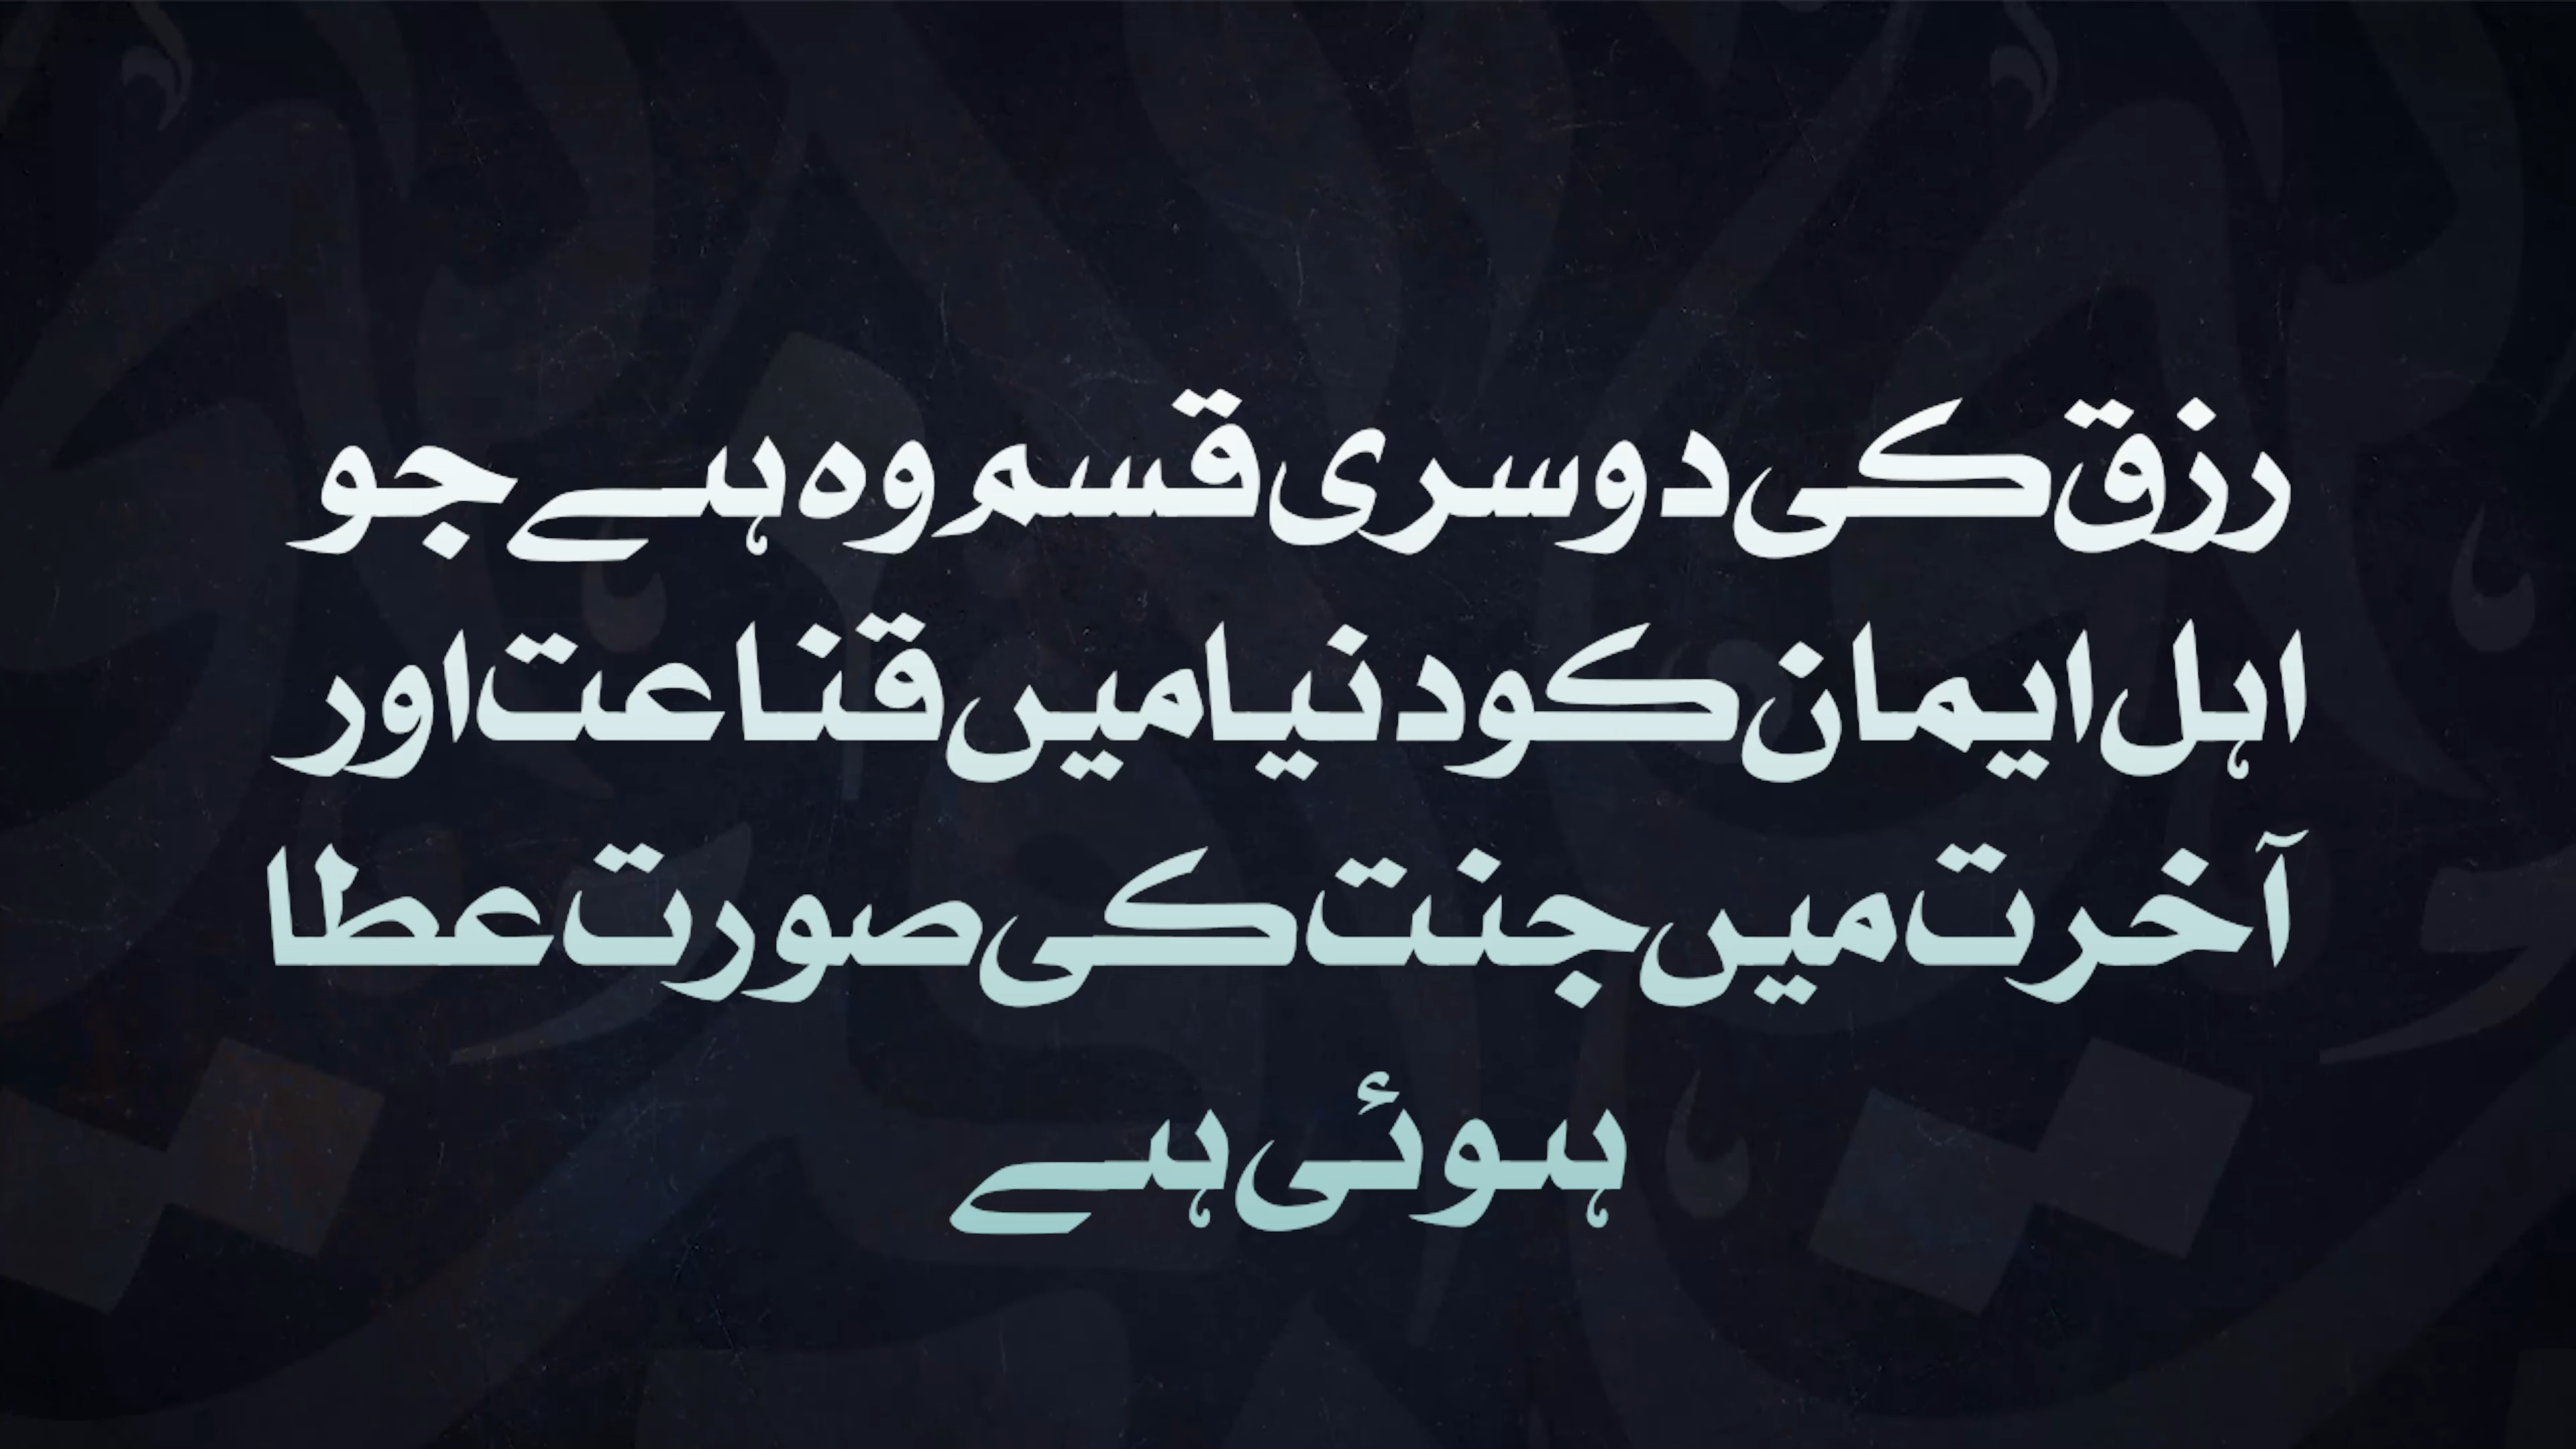 رزق کی دوسری قسم وہ ہے جو
اہل ایمان کو دنیا میں قناعت اور
آخرت میں جنت کی صورت عطا
ہوئی ہے